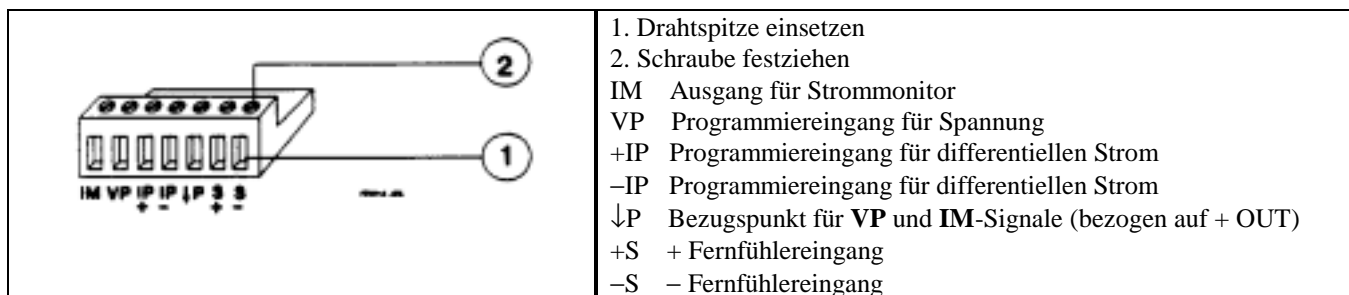 2
1
IM VP IP IP ↓P S S
+ − + −
1. Drahtspitze einsetzen
2. Schraube festziehen
IM Ausgang für Strommonitor
VP Programmiereingang für Spannung
+IP Programmiereingang für differentiellen Strom
−IP Programmiereingang für differentiellen Strom
↓P Bezugspunkt für VP und IM-Signale (bezogen auf + OUT)
+S + Fernfühlereingang
−S − Fernfühlereingang